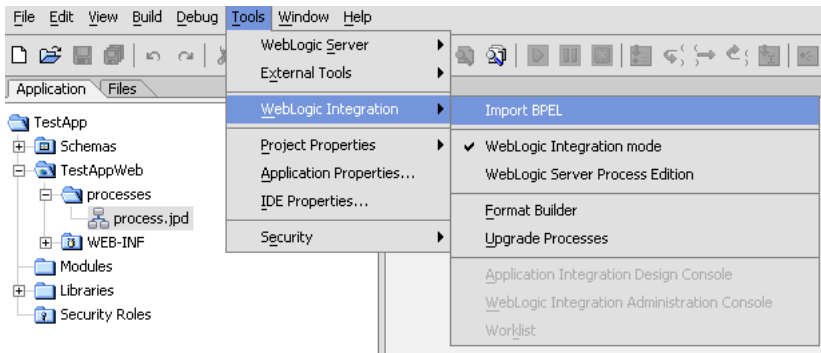 File Edit View Build Debug Tools Window Help
WebLogic Server
External Tools
Application Files
WebLogic Integration
Import BPEL
TestApp
Schemas
Project Properties
WebLogic Integration mode
TestAppWeb
Application Properties...
WebLogic Server Process Edition
processes
IDE Properties...
Format Builder
process.jpd
Security
Upgrade Processes
WEB-INF
Modules
Application Integration Design Console
Libraries
WebLogic Integration Administration Console
Security Roles
Worklist